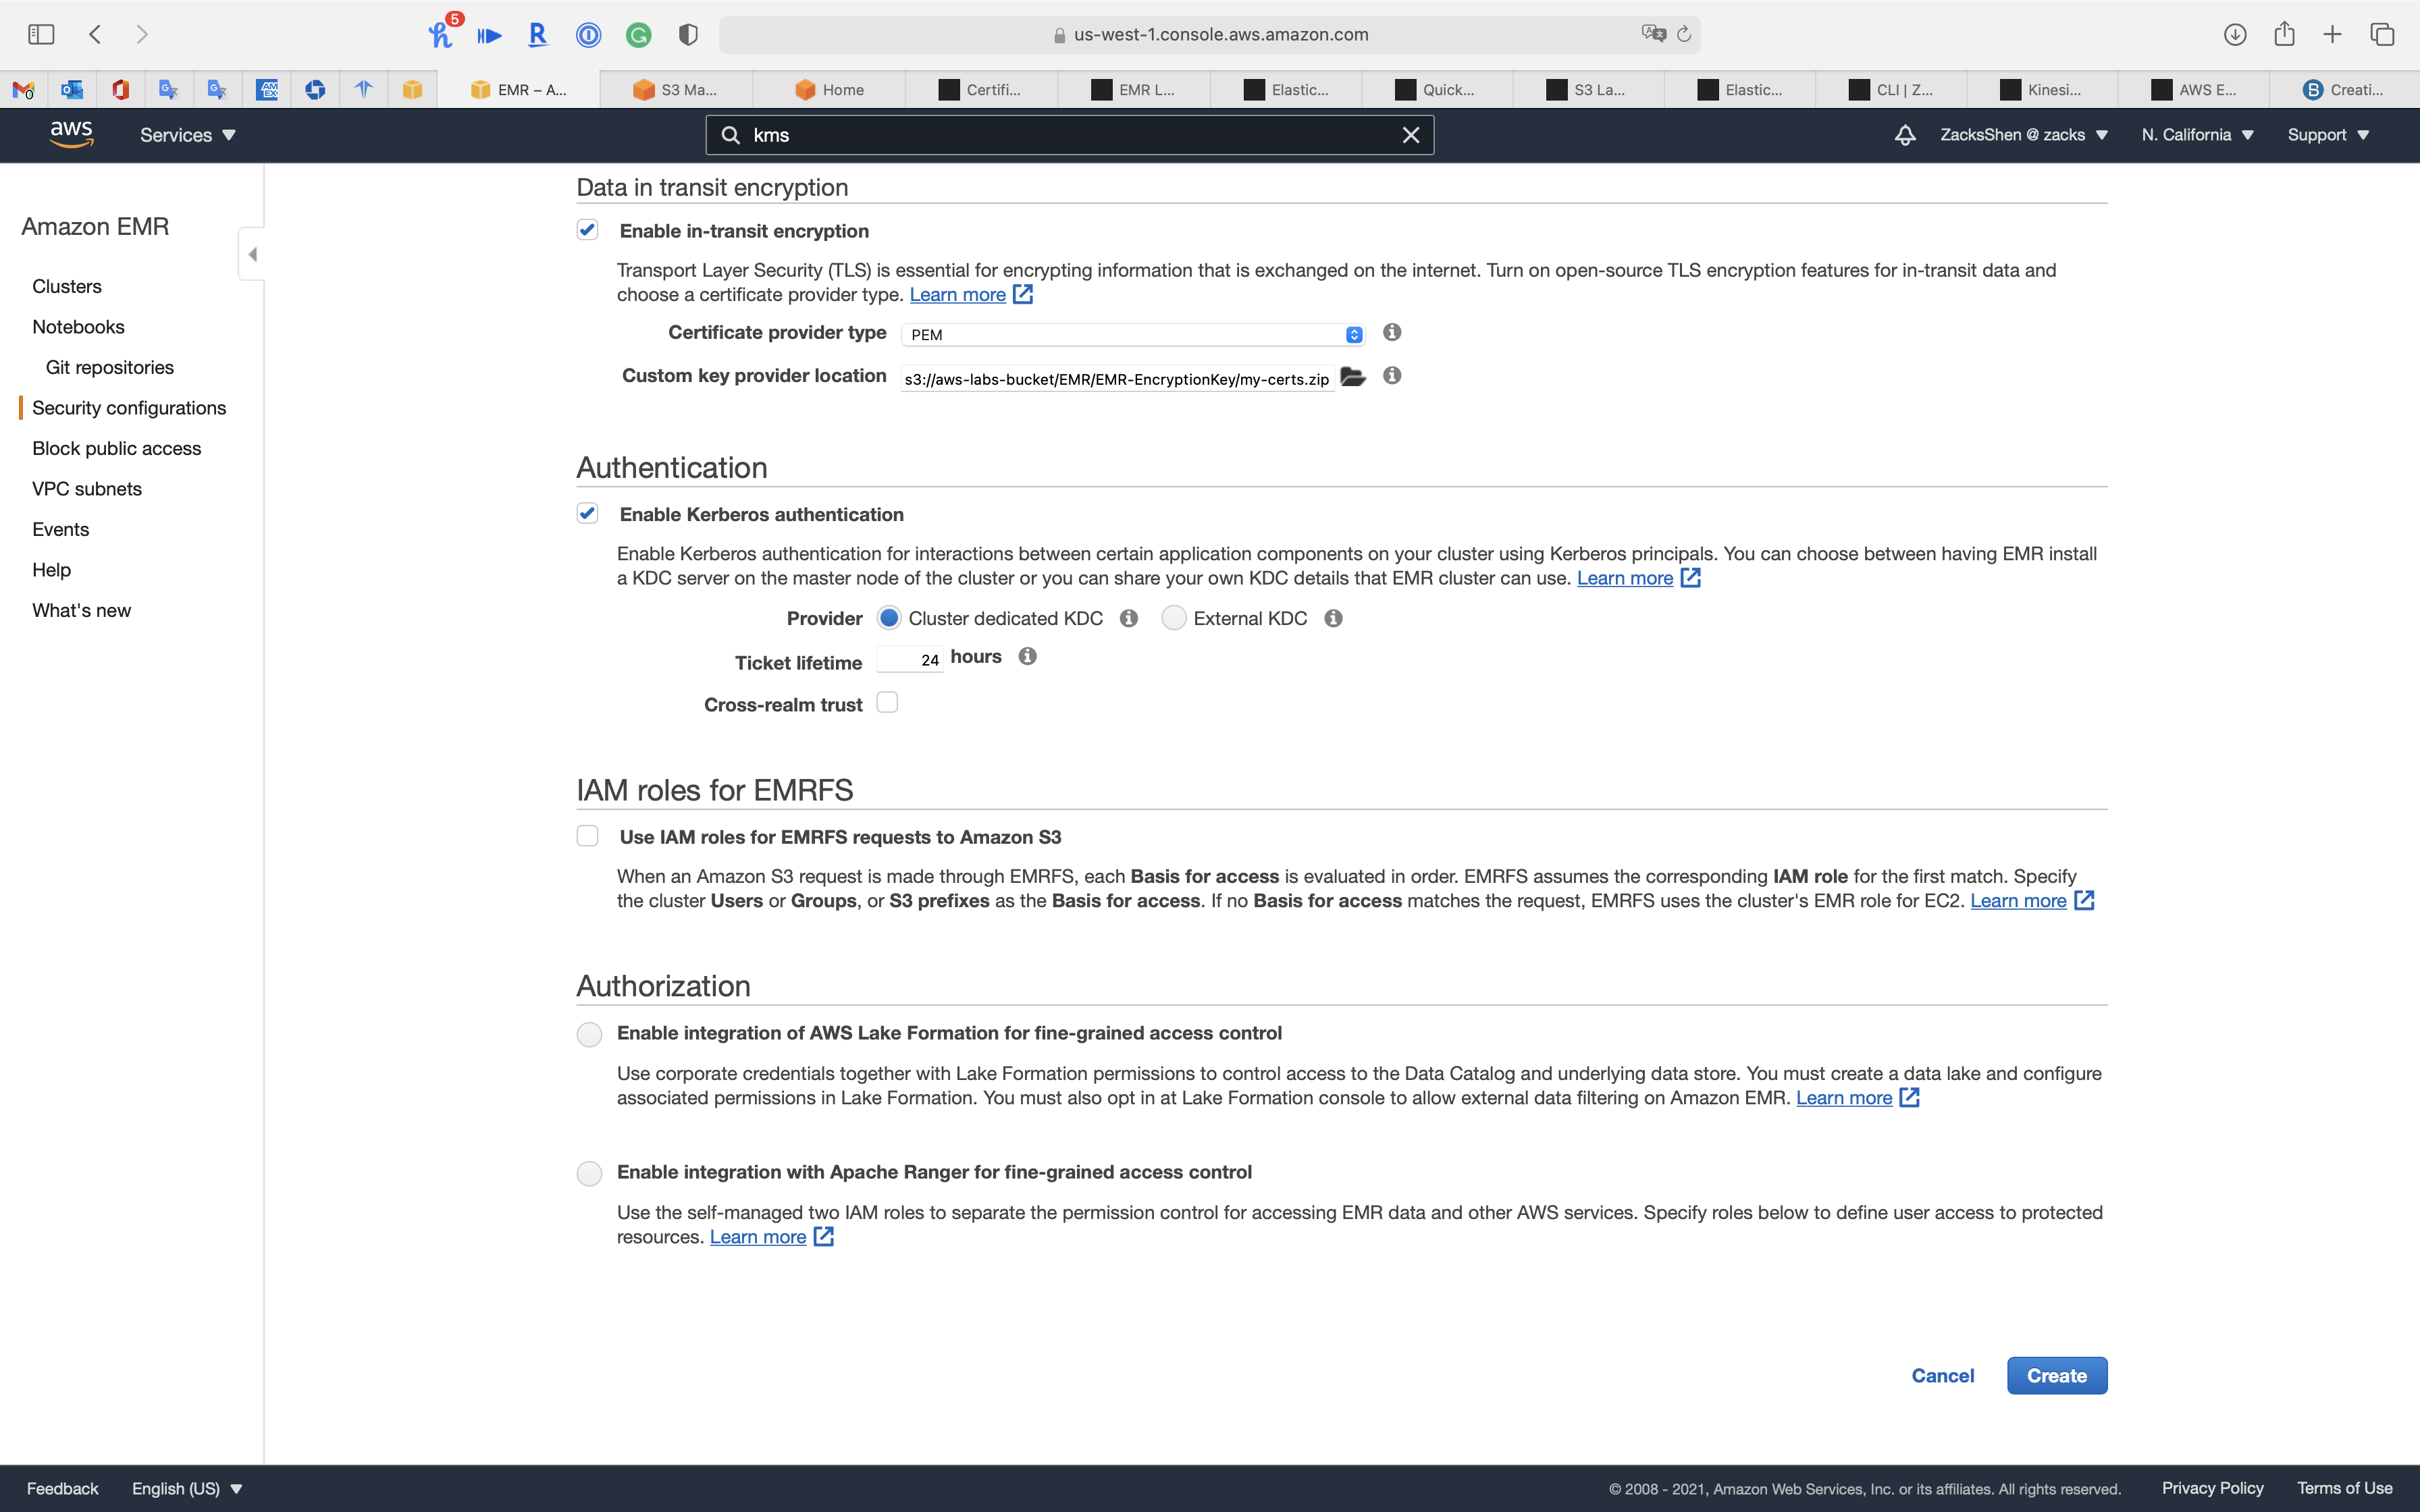 5
us-west-1.console.aws.amazon.com
EMR – A...
S3 Ma...
Home
Certifi...
EMR L...
Elastic...
Quick...
S3 La...
Elastic...
CLI | Z...
Kinesi...
AWS E...
Creati...
aws
Services
kms
ZacksShen @ zacks
N. California
Support
Amazon EMR
Clusters
Notebooks
Git repositories
Security configurations
Block public access
VPC subnets
Events
Help
What's new
Data in transit encryption
Enable in-transit encryption
Transport Layer Security (TLS) is essential for encrypting information that is exchanged on the internet. Turn on open-source TLS encryption features for in-transit data and
choose a certificate provider type. Learn more
Certificate provider type PEM
Custom key provider location s3://aws-labs-bucket/EMR/EMR-EncryptionKey/my-certs.zip
Authentication
Enable Kerberos authentication
Enable Kerberos authentication for interactions between certain application components on your cluster using Kerberos principals. You can choose between having EMR install
a KDC server on the master node of the cluster or you can share your own KDC details that EMR cluster can use. Learn more
Provider Cluster dedicated KDC External KDC
Ticket lifetime 24 hours
Cross-realm trust
IAM roles for EMRFS
Use IAM roles for EMRFS requests to Amazon S3
When an Amazon S3 request is made through EMRFS, each Basis for access is evaluated in order. EMRFS assumes the corresponding IAM role for the first match. Specify
the cluster Users or Groups, or S3 prefixes as the Basis for access. If no Basis for access matches the request, EMRFS uses the cluster's EMR role for EC2. Learn more
Authorization
Enable integration of AWS Lake Formation for fine-grained access control
Use corporate credentials together with Lake Formation permissions to control access to the Data Catalog and underlying data store. You must create a data lake and configure
associated permissions in Lake Formation. You must also opt in at Lake Formation console to allow external data filtering on Amazon EMR. Learn more
Enable integration with Apache Ranger for fine-grained access control
Use the self-managed two IAM roles to separate the permission control for accessing EMR data and other AWS services. Specify roles below to define user access to protected
resources. Learn more
Cancel
Create
Feedback
English (US)
© 2008 - 2021, Amazon Web Services, Inc. or its affiliates. All rights reserved.
Privacy Policy
Terms of Use